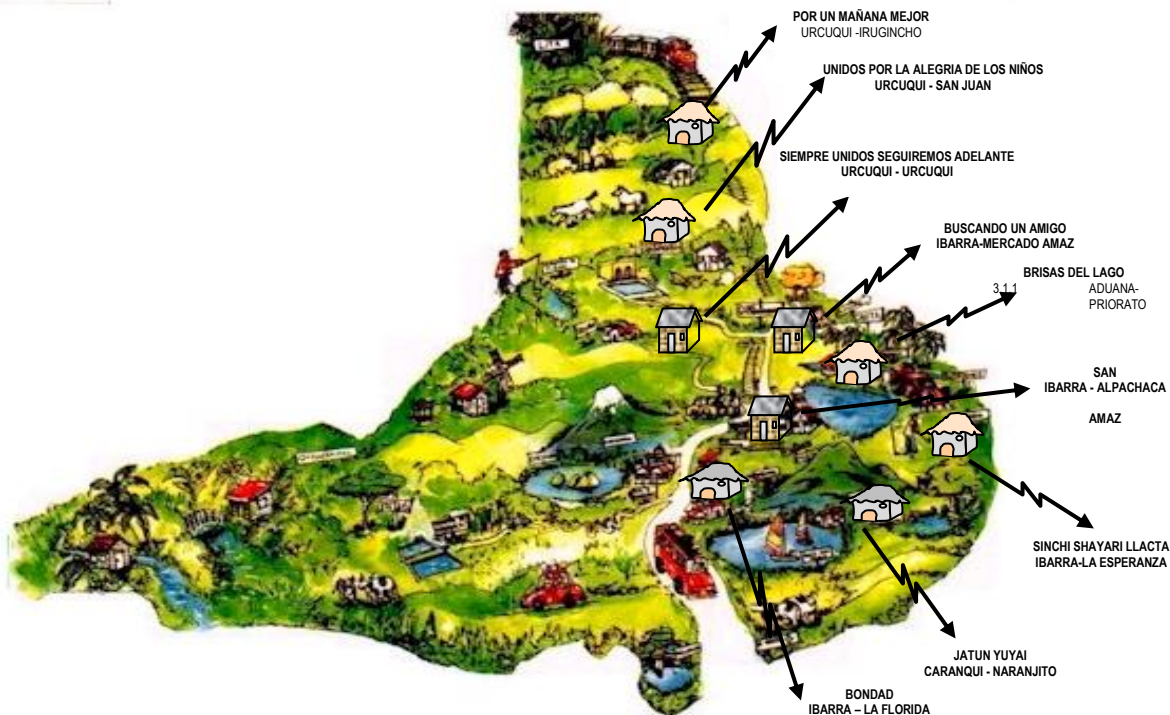 POR UN MAÑANA MEJOR
URCUQUI -IRUGINCHO
UNIDOS POR LA ALEGRIA DE LOS NIÑOS
URCUQUI - SAN JUAN
SIEMPRE UNIDOS SEGUIREMOS ADELANTE
URCUQUI - URCUQUI
BUSCANDO UN AMIGO
IBARRA-MERCADO AMAZ
BRISAS DEL LAGO
3.1.1 ADUANA-
PRIORATO
SAN
IBARRA - ALPACHACA
AMAZ
SINCHI SHAYARI LLACTA
IBARRA-LA ESPERANZA
JATUN YUYAI
CARANQUI - NARANJITO
BONDAD
IBARRA – LA FLORIDA